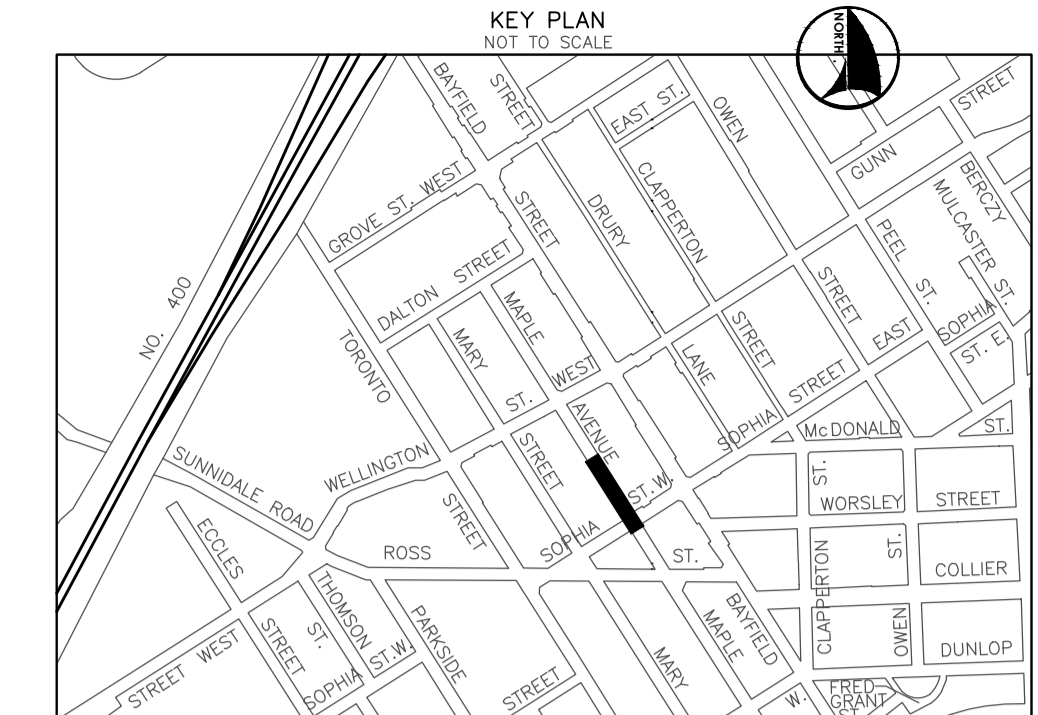 KEY PLAN
NOT TO SCALE
NORTH
BAYFIELD
STREET
EAST ST.
OWEN
STREET
GUNN
BERCZY
GROVE ST. WEST
STREET
DRURY
CLAPPERTON
MULCASTER ST.
PEEL
ST.
NO. 400
DALTON STREET
STREET
EAST
SOPHIA
ST. E.
TORONTO
MARY
MAPLE
ST.
WEST
LANE
STREET
STREET
SOPHIA
McDONALD
ST.
AVENUE
STREET
SUNNIDALE ROAD
WELLINGTON
STREET
ST.W.
ST.
WORSLEY
STREET
ECCLES
ROSS
SOPHIA
ST.
CLAPPERTON
ST.
COLLIER
THOMSON
ST.
PARKSIDE
BAYFIELD
MAPLE
OWEN
DUNLOP
STREET WEST
STREET
ST.W.
SOPHIA
STREET
MARY
W.
FRED
GRANT
ST.